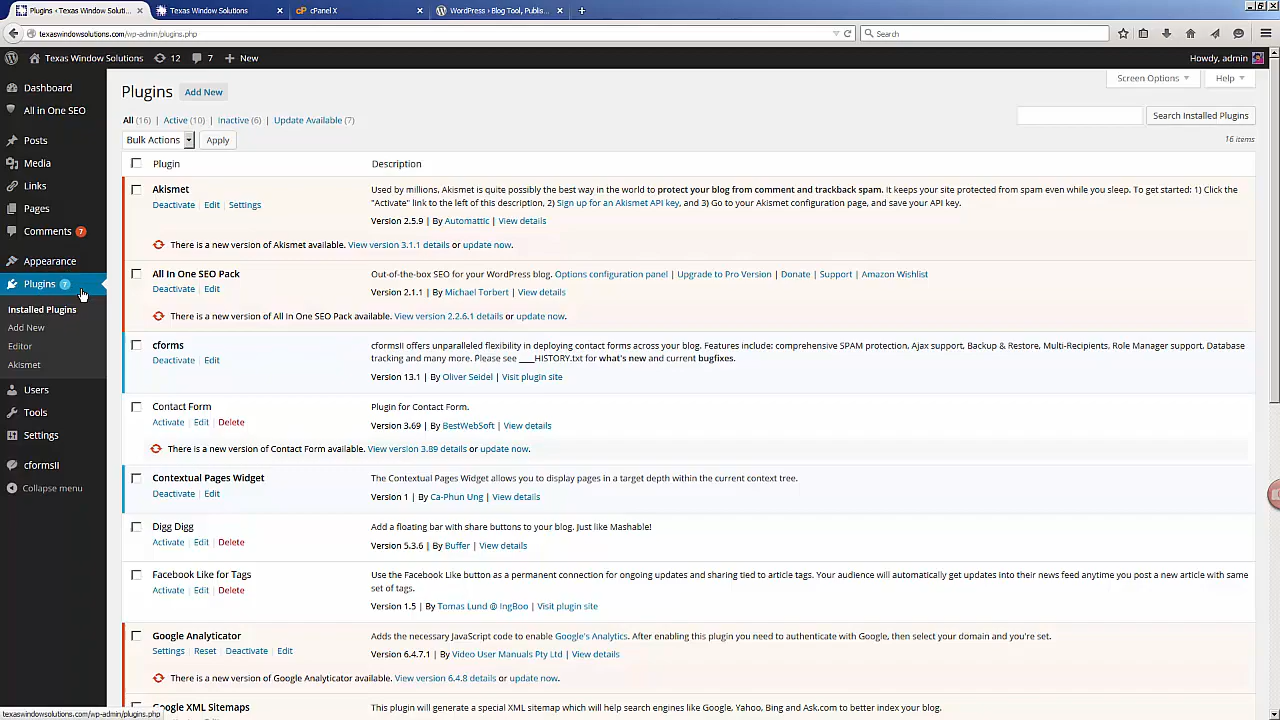 Plugins ‹ Texas Window Soluti...
Texas Window Solutions
cP cPanel X
WordPress › Blog Tool, Publis...
texaswindowsolutions.com/wp-admin/plugins.php
Search
Texas Window Solutions 12 7 New
Howdy, admin
Dashboard
All in One SEO
Posts
Media
Links
Pages
Comments 7
Appearance
Plugins 7
Installed Plugins
Add New
Editor
Akismet
Users
Tools
Settings
cformsII
Collapse menu
Screen Options Help
Plugins Add New
All (16) | Active (10) | Inactive (6) | Update Available (7)
Search Installed Plugins
Bulk Actions Apply
16 items
Plugin Description
Akismet
Deactivate | Edit | Settings
Used by millions, Akismet is quite possibly the best way in the world to protect your blog from comment and trackback spam. It keeps your site protected from spam even while you sleep. To get started: 1) Click the
"Activate" link to the left of this description, 2) Sign up for an Akismet API key, and 3) Go to your Akismet configuration page, and save your API key.
Version 2.5.9 | By Automattic | View details
There is a new version of Akismet available. View version 3.1.1 details or update now.
All In One SEO Pack
Deactivate | Edit
Out-of-the-box SEO for your WordPress blog. Options configuration panel | Upgrade to Pro Version | Donate | Support | Amazon Wishlist
Version 2.1.1 | By Michael Torbert | View details
There is a new version of All in One SEO Pack available. View version 2.2.6.1 details or update now.
cforms
Deactivate | Edit
cformsII offers unparalleled flexibility in deploying contact forms across your blog. Features include: comprehensive SPAM protection, Ajax support, Backup & Restore, Multi-Recipients, Role Manager support, Database
tracking and many more. Please see ____HISTORY.txt for what's new and current bugfixes.
Version 13.1 | By Oliver Seidel | Visit plugin site
Contact Form
Activate | Edit | Delete
Plugin for Contact Form.
Version 3.69 | By BestWebSoft | View details
There is a new version of Contact Form available. View version 3.89 details or update now.
Contextual Pages Widget
Deactivate | Edit
The Contextual Pages Widget allows you to display pages in a target depth within the current context tree.
Version 1 | By Ca-Phun Ung | View details
Digg Digg
Activate | Edit | Delete
Add a floating bar with share buttons to your blog. Just like Mashable!
Version 5.3.6 | By Buffer | View details
Facebook Like for Tags
Activate | Edit | Delete
Use the Facebook Like button as a permanent connection for ongoing updates and sharing tied to article tags. Your audience will automatically get updates into their news feed anytime you post a new article with same
set of tags.
Version 1.5 | By Tomas Lund @ IngBoo | Visit plugin site
Google Analyticator
Settings | Reset | Deactivate | Edit
Adds the necessary JavaScript code to enable Google's Analytics. After enabling this plugin you need to authenticate with Google, then select your domain and you're set.
Version 6.4.7.1 | By Video User Manuals Pty Ltd | View details
There is a new version of Google Analyticator available. View version 6.4.8 details or update now.
Google XML Sitemaps
This plugin will generate a special XML sitemap which will help search engines like Google, Yahoo, Bing and Ask.com to better index your blog.
texaswindowsolutions.com/wp-admin/plugins.php